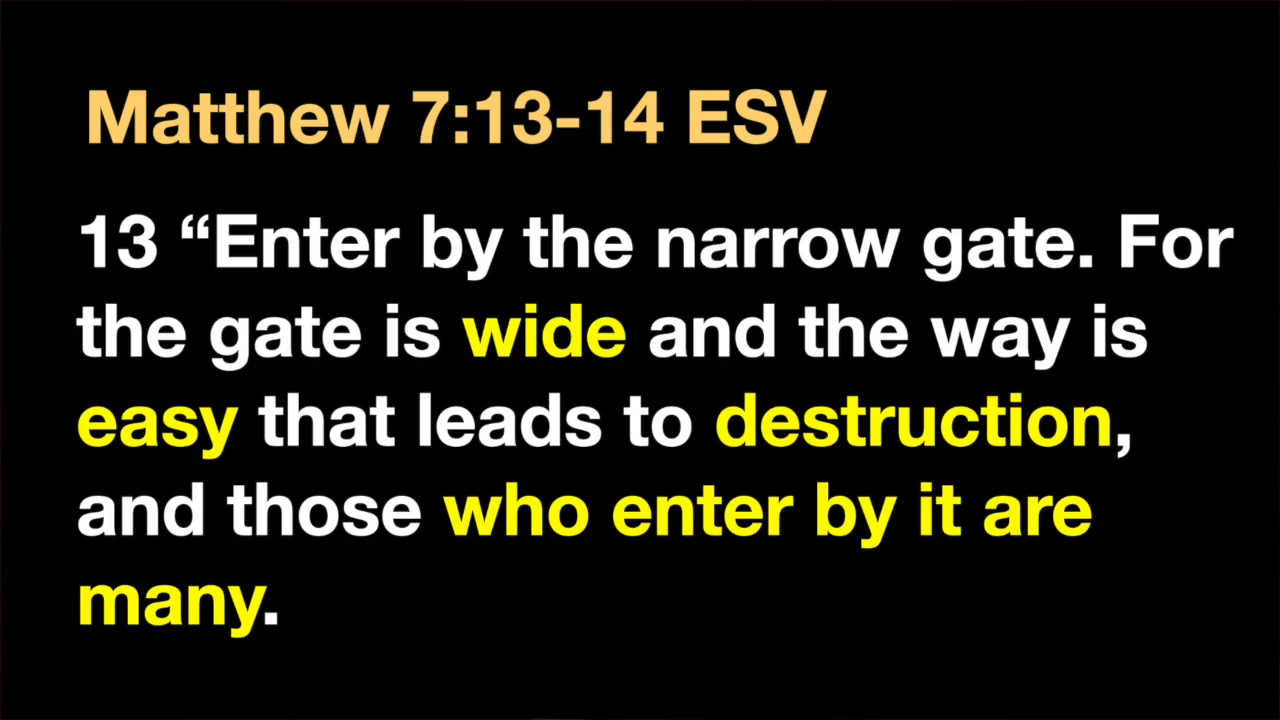 Matthew 7:13-14 ESV
13 “Enter by the narrow gate. For
the gate is wide and the way is
easy that leads to destruction,
and those who enter by it are
many.